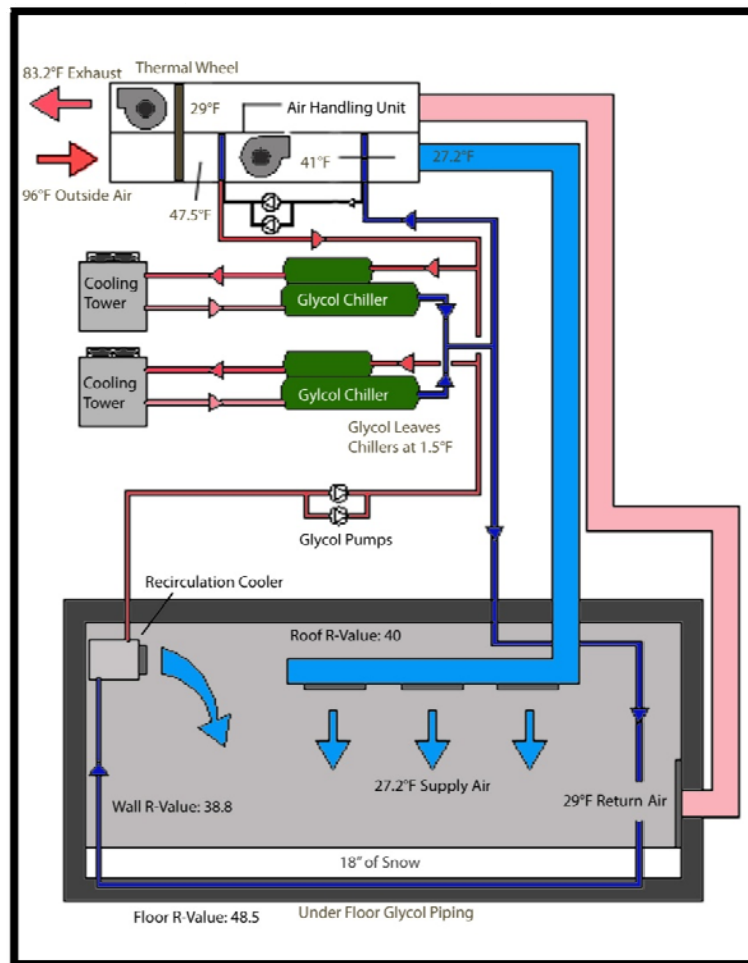 Thermal Wheel
83.2°F Exhaust
29°F
Air Handling Unit
41°F
27.2°F
96°F Outside Air
47.5°F
Cooling
Tower
Glycol Chiller
Cooling
Tower
Gylcol Chiller
Glycol Leaves
Chillers at 1.5°F
Glycol Pumps
Recirculation Cooler
Roof R-Value: 40
27.2°F Supply Air
29°F Return Air
Wall R-Value: 38.8
18" of Snow
Floor R-Value: 48.5
Under Floor Glycol Piping